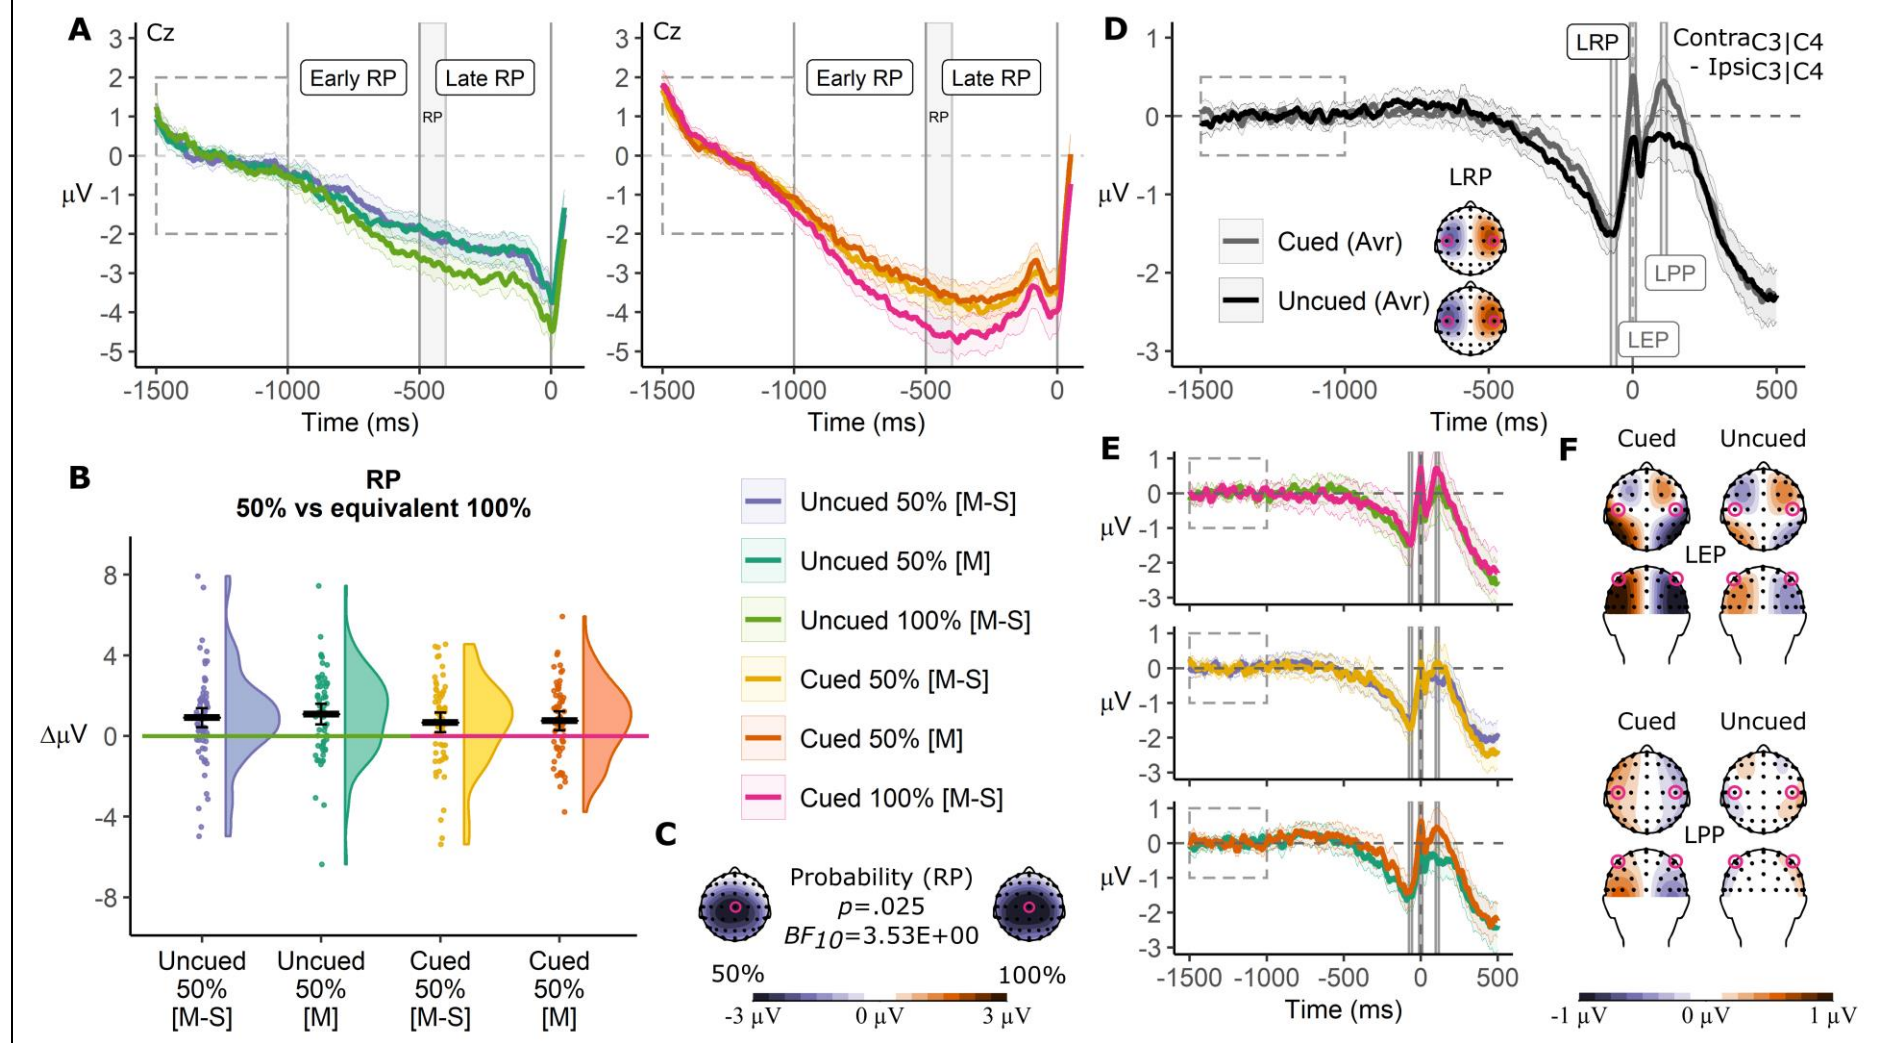 A
Cz
Early RP
Late RP
RP
3
2
1
0
-1
-2
-3
-4
-5
µV
-1500
-1000
-500
0
Time (ms)
Cz
Early RP
Late RP
RP
3
2
1
0
-1
-2
-3
-4
-5
-1500
-1000
-500
0
Time (ms)
B
RP
50% vs equivalent 100%
8
4
0
-4
-8
ΔµV
Uncued
50%
[M-S]
Uncued
50%
[M]
Cued
50%
[M-S]
Cued
50%
[M]
Uncued 50% [M-S]
Uncued 50% [M]
Uncued 100% [M-S]
Cued 50% [M-S]
Cued 50% [M]
Cued 100% [M-S]
C
Probability (RP)
p=.025
BF10=3.53E+00
50%
100%
-3 µV
0 µV
3 µV
D
LRP
ContraC3|C4
- IpsiC3|C4
1
0
-1
-2
-3
µV
LRP
Cued (Avr)
Uncued (Avr)
LPP
LEP
-1500
-1000
-500
0
500
Time (ms)
E
1
0
-1
-2
-3
µV
1
0
-1
-2
-3
µV
1
0
-1
-2
-3
µV
-1500
-1000
-500
0
500
Time (ms)
F
Cued
Uncued
LEP
Cued
Uncued
LPP
-1 µV
0 µV
1 µV